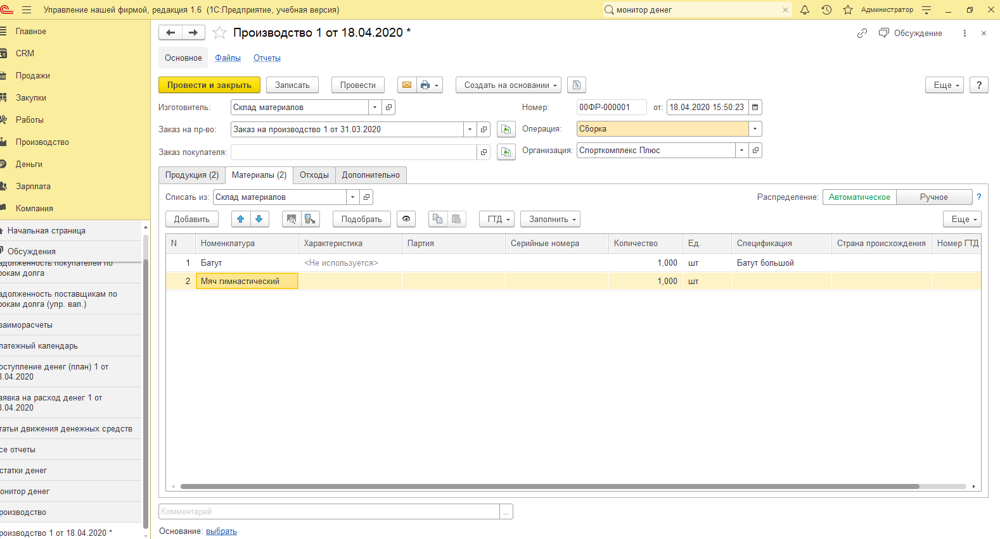 Управление нашей фирмой, редакция 1.6 (1С:Предприятие, учебная версия)
монитор денег
Администратор
Главное
CRM
Продажи
Закупки
Работы
Производство
Деньги
Зарплата
Компания
Начальная страница
Обсуждения
адолженность покупателей по
рокам долга
адолженность поставщикам по
рокам долга (упр. вал.)
заиморасчеты
латежный календарь
оступление денег (план) 1 от
8.04.2020
аявка на расход денег 1 от
8.04.2020
татьи движения денежных средств
се отчеты
статки денег
онитор денег
роизводство
роизводство 1 от 18.04.2020 *
Производство 1 от 18.04.2020 *
Обсуждение
Основное Файлы Отчеты
Провести и закрыть Записать Провести Создать на основании Еще ?
Изготовитель: Склад материалов Номер: 00ФР-000001 от: 18.04.2020 15:50:23
Заказ на пр-во: Заказ на производство 1 от 31.03.2020 Операция: Сборка
Заказ покупателя: Организация: Спорткомплекс Плюс
Продукция (2) Материалы (2) Отходы Дополнительно
Списать из: Склад материалов Распределение: Автоматическое Ручное ?
Добавить Подобрать ГТД Заполнить Еще
N Номенклатура Характеристика Партия Серийные номера Количество Ед. Спецификация Страна происхождения Номер ГТД
1 Батут <Не используется> 1,000 шт Батут большой
2 Мяч гимнастический 1,000 шт
Комментарий ...
Основание: выбрать